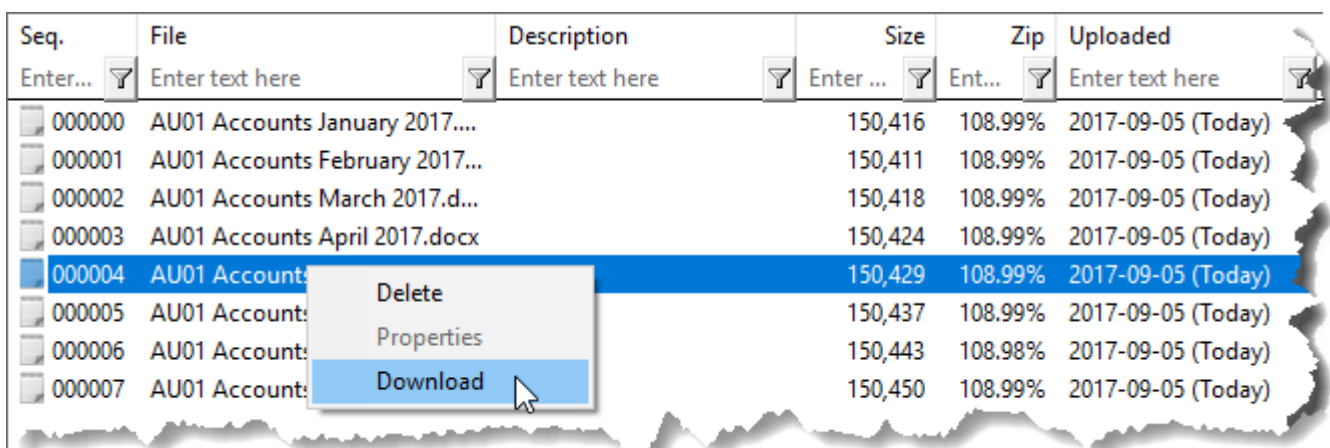 Seq. File Description Size Zip Uploaded
Enter... Enter text here Enter text here Enter ... Ent... Enter text here
000000 AU01 Accounts January 2017.... 150,416 108.99% 2017-09-05 (Today)
000001 AU01 Accounts February 2017... 150,411 108.99% 2017-09-05 (Today)
000002 AU01 Accounts March 2017.d... 150,418 108.99% 2017-09-05 (Today)
000003 AU01 Accounts April 2017.docx 150,424 108.99% 2017-09-05 (Today)
000004 AU01 Accounts 150,429 108.99% 2017-09-05 (Today)
Delete
000005 AU01 Accounts 150,437 108.99% 2017-09-05 (Today)
Properties
000006 AU01 Accounts 150,443 108.98% 2017-09-05 (Today)
Download
000007 AU01 Accounts 150,450 108.99% 2017-09-05 (Today)